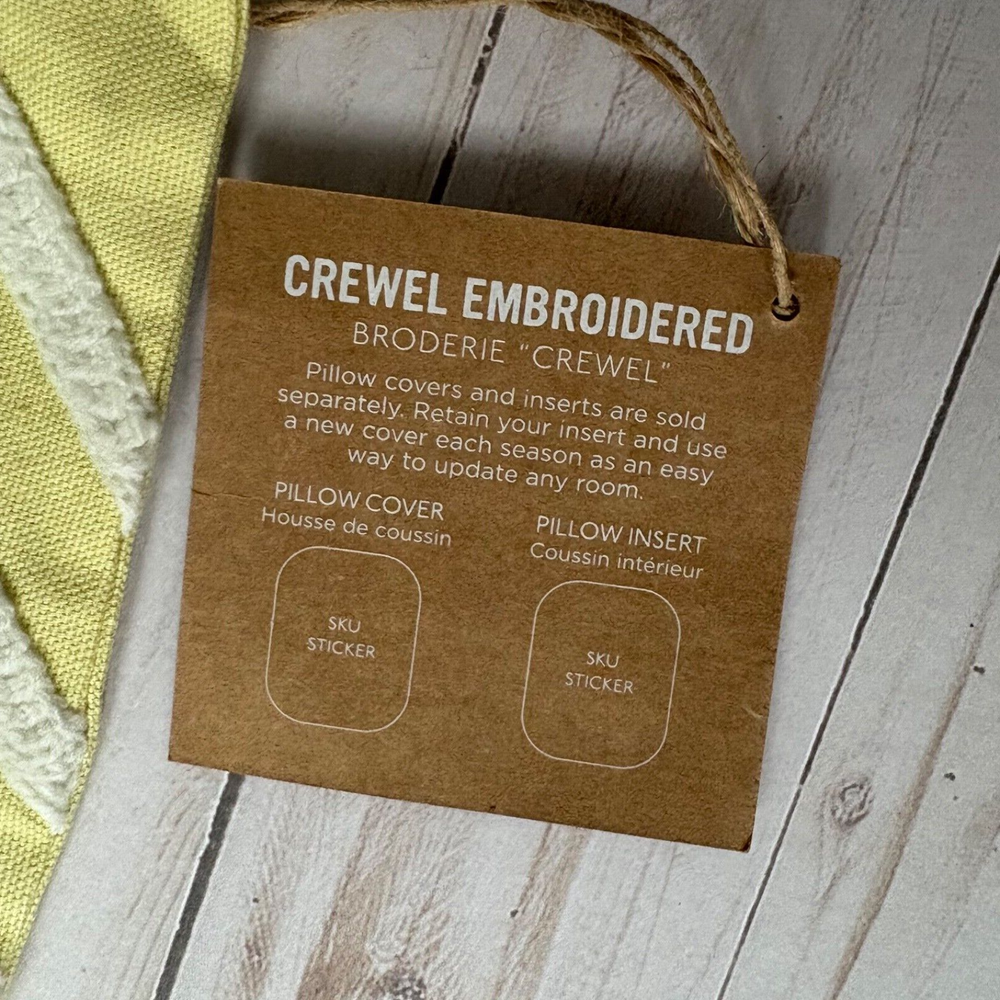 CREWEL EMBROIDERED
BRODERIE "CREWEL"
Pillow covers and inserts are sold
separately. Retain your insert and use
a new cover each season as an easy
way to update any room.
PILLOW COVER
Housse de coussin
SKU
STICKER
PILLOW INSERT
Coussin intérieur
SKU
STICKER